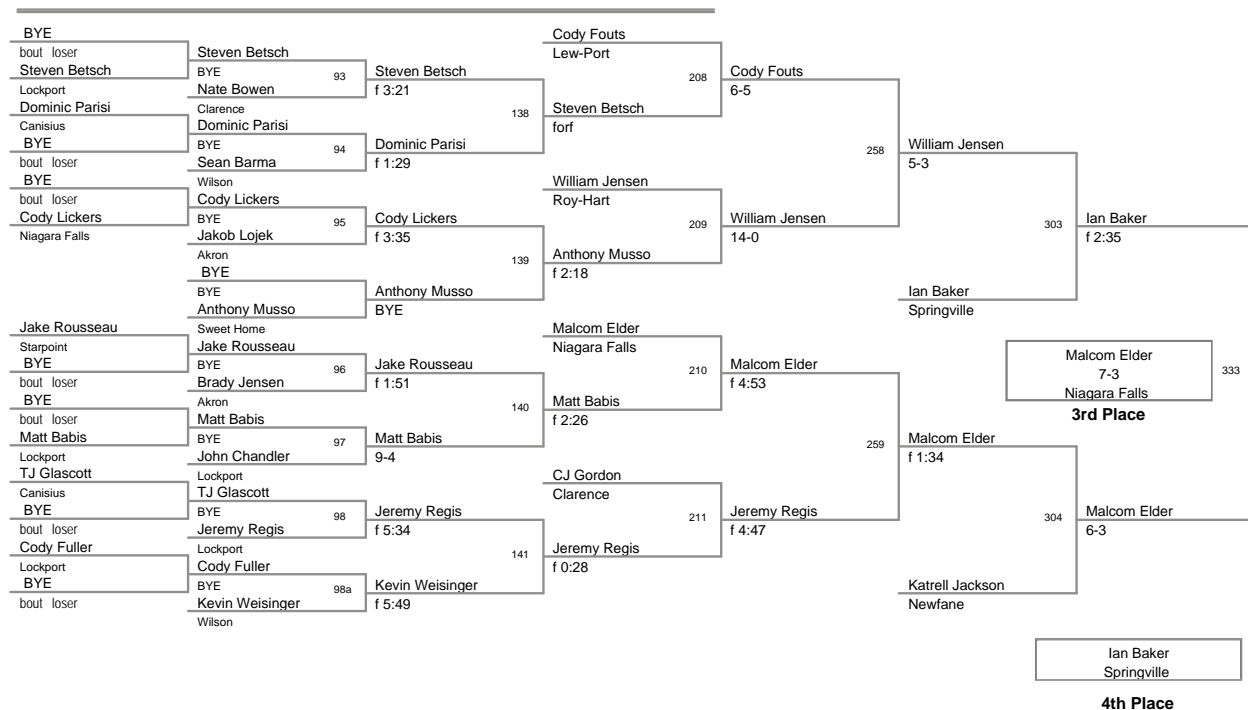 BYE
bout loser
Steven Betsch
Lockport
Dominic Parisi
Canisius
BYE
bout loser
BYE
bout loser
Cody Lickers
Niagara Falls
Jake Rousseau
Starpoint
BYE
bout loser
BYE
bout loser
Matt Babis
Lockport
TJ Glascott
Canisius
BYE
bout loser
Cody Fuller
Lockport
BYE
bout loser
Steven Betsch
BYE
93
Nate Bowen
Clarence
Dominic Parisi
BYE
94
Sean Barma
Wilson
Cody Lickers
BYE
95
Jakob Lojek
Akron
BYE
BYE
Anthony Musso
Sweet Home
Jake Rousseau
BYE
96
Brady Jensen
Akron
Matt Babis
BYE
97
John Chandler
Lockport
TJ Glascott
BYE
98
Jeremy Regis
Lockport
Cody Fuller
BYE
98a
Kevin Weisinger
Wilson
Steven Betsch
f 3:21
138
Dominic Parisi
f 1:29
Cody Lickers
f 3:35
139
Anthony Musso
BYE
Jake Rousseau
f 1:51
140
Matt Babis
9-4
Jeremy Regis
f 5:34
141
Kevin Weisinger
f 5:49
Cody Fouts
Lew-Port
208
Steven Betsch
forf
William Jensen
Roy-Hart
209
Anthony Musso
f 2:18
Malcom Elder
Niagara Falls
210
Matt Babis
f 2:26
CJ Gordon
Clarence
211
Jeremy Regis
f 0:28
Cody Fouts
6-5
258
William Jensen
14-0
Malcom Elder
f 4:53
259
Jeremy Regis
f 4:47
William Jensen
5-3
303
Ian Baker
Springville
Malcom Elder
f 1:34
304
Katrell Jackson
Newfane
Ian Baker
f 2:35
Malcom Elder
7-3
Niagara Falls
333
3rd Place
Malcom Elder
6-3
Ian Baker
Springville
4th Place